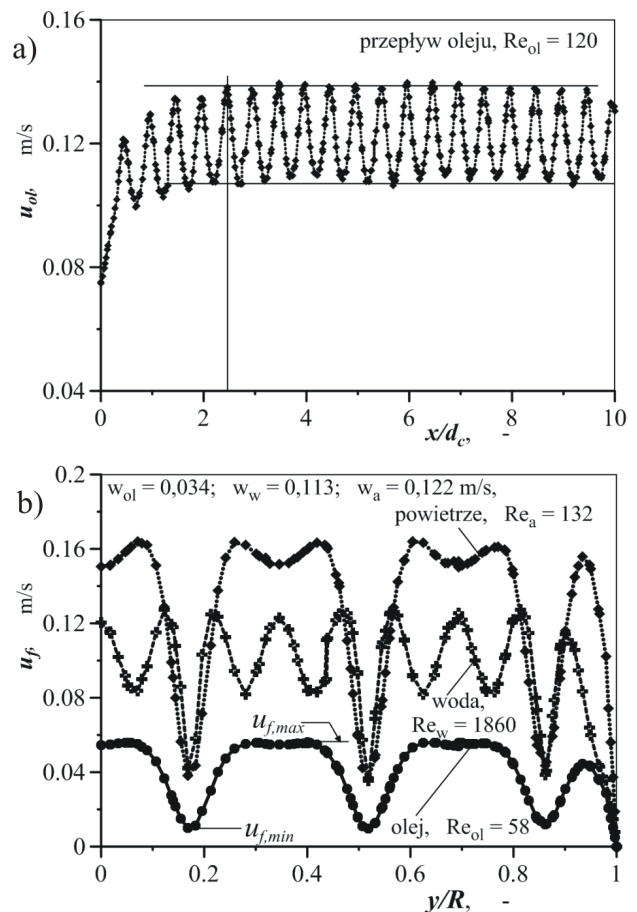 a)
0.16
0.12
0.08
0.04
u_ol, m/s
przepływ oleju, Re_ol = 120
0 2 4 6 8 10
x/d_c, -
b)
0.2
0.16
0.12
0.08
0.04
0
u_f, m/s
w_ol = 0,034; w_w = 0,113; w_a = 0,122 m/s,
powietrze, Re_a = 132
woda,
Re_w = 1860
u_f,max
olej, Re_ol = 58
u_f,min
0 0.2 0.4 0.6 0.8 1
y/R, -